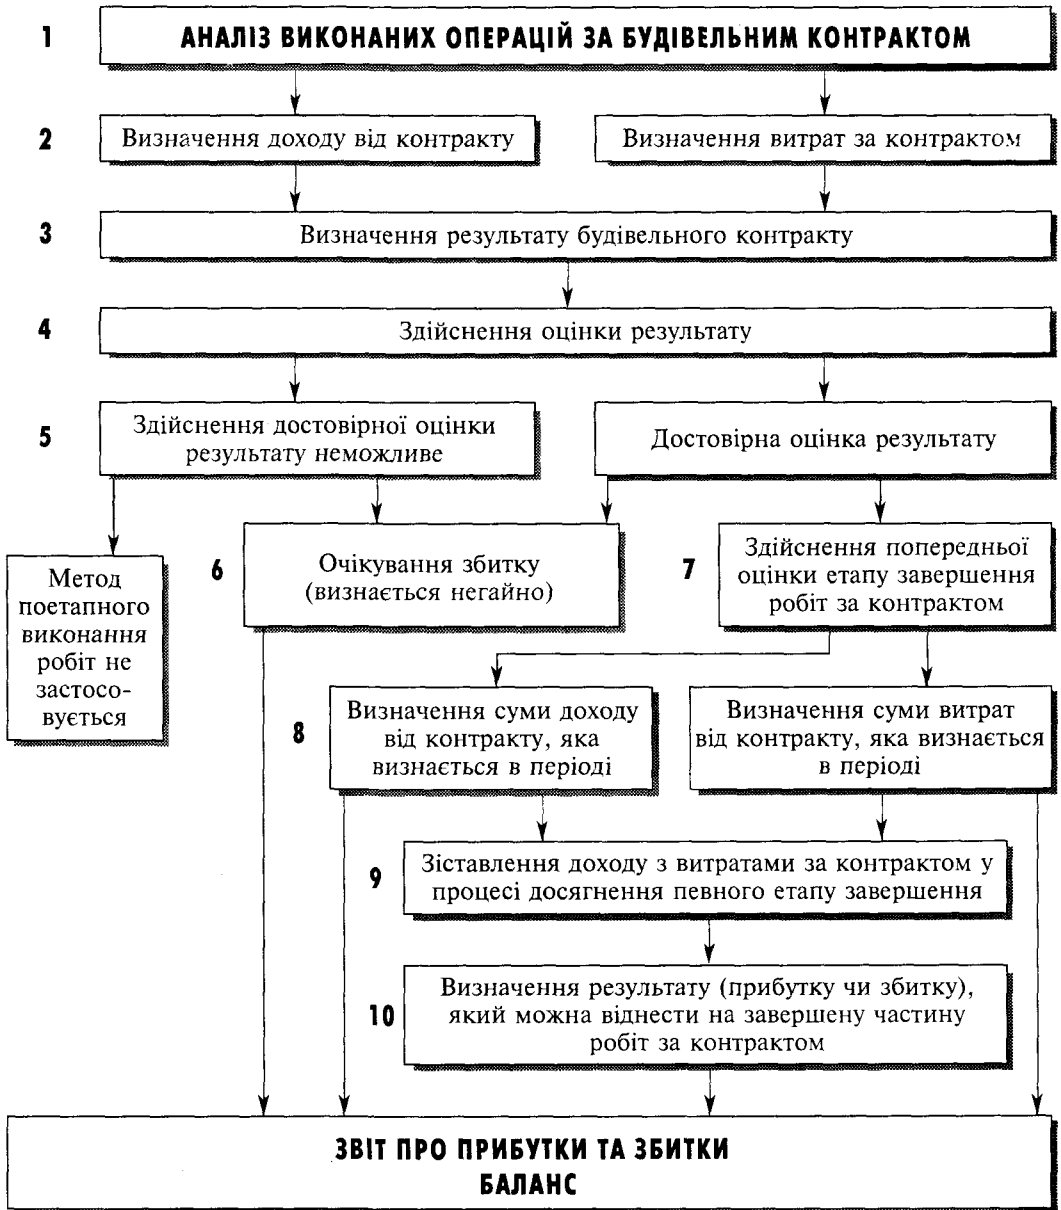 1
АНАЛІЗ ВИКОНАНИХ ОПЕРАЦІЙ ЗА БУДІВЕЛЬНИМ КОНТРАКТОМ
2
Визначення доходу від контракту
Визначення витрат за контрактом
3
Визначення результату будівельного контракту
4
Здійснення оцінки результату
5
Здійснення достовірної оцінки
результату неможливе
Достовірна оцінка результату
Метод
поетапного
виконання
робіт не
застосо-
вується
6
Очікування збитку
(визнається негайно)
7
Здійснення попередньої
оцінки етапу завершення
робіт за контрактом
8
Визначення суми доходу
від контракту, яка
визнається в періоді
Визначення суми витрат
від контракту, яка визнається
в періоді
9
Зіставлення доходу з витратами за контрактом у
процесі досягнення певного етапу завершення
10
Визначення результату (прибутку чи збитку),
який можна віднести на завершену частину
робіт за контрактом
ЗВІТ ПРО ПРИБУТКИ ТА ЗБИТКИ
БАЛАНС